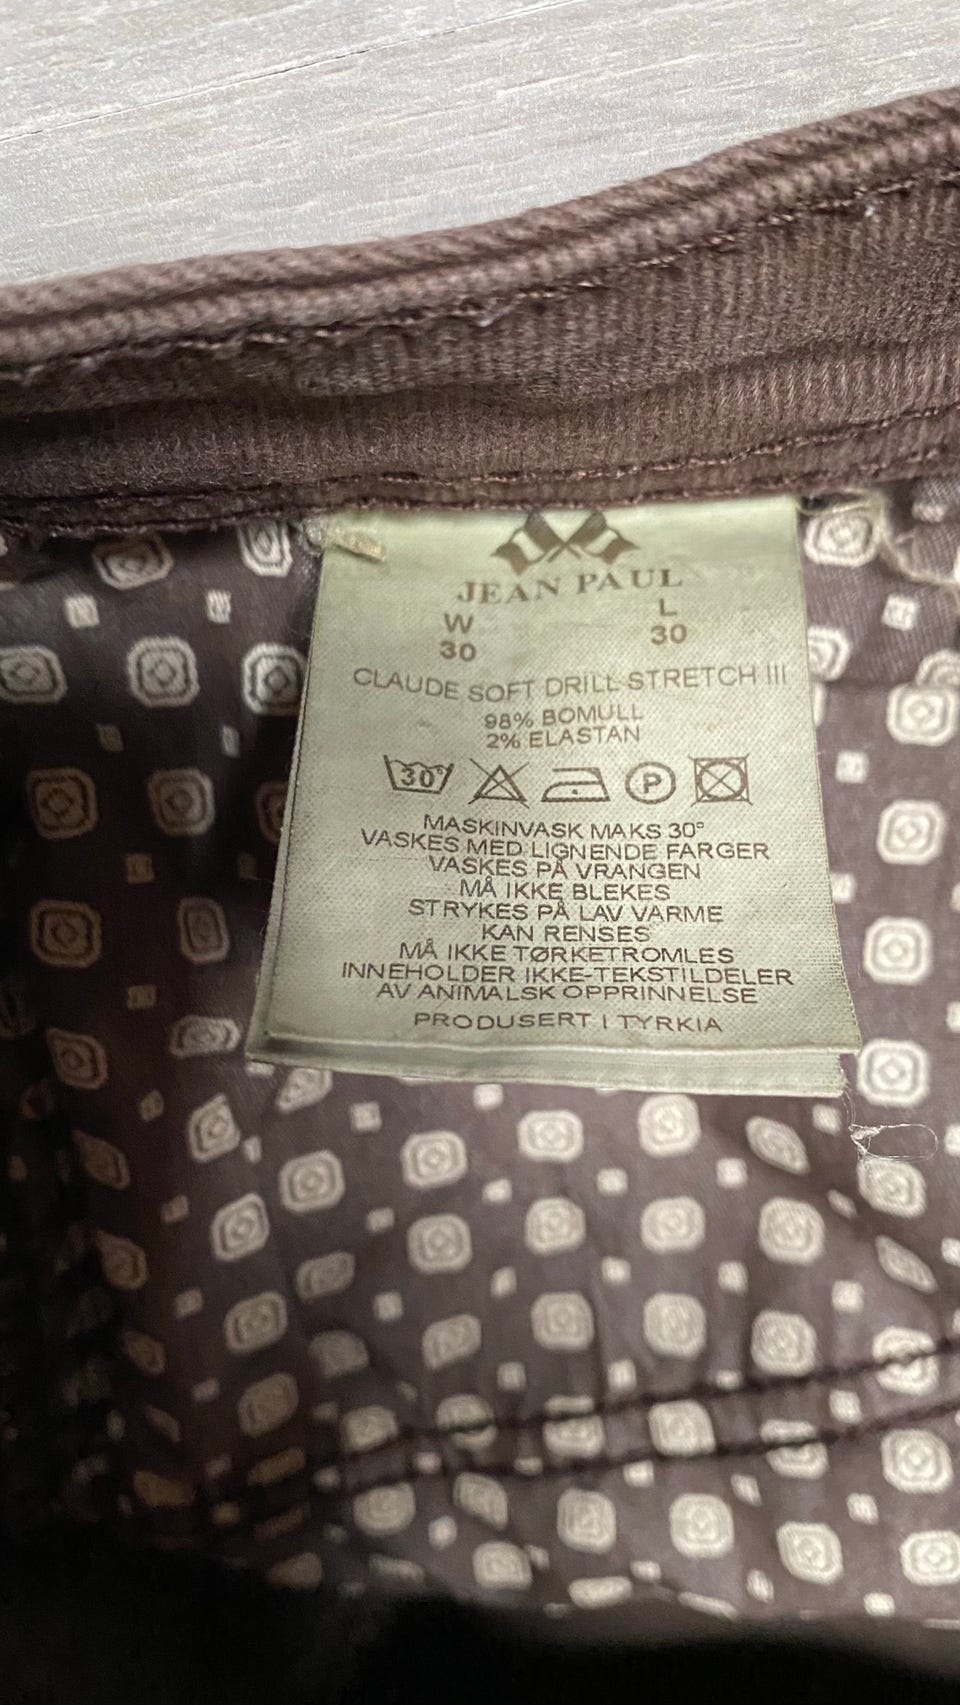 JEAN PAUL
W L
30 30
CLAUDE SOFT DRILL STRETCH III
98% BOMULL
2% ELASTAN
30° P
MASKINVASK MAKS 30°
VASKES MED LIGNENDE FARGER
VASKES PÅ VRANGEN
MÅ IKKE BLEKES
STRYKES PÅ LAV VARME
KAN RENSES
MÅ IKKE TØRKETROMLES
INNEHOLDER IKKE-TEKSTILDELER
AV ANIMALSK OPPRINNELSE
PRODUSERT I TYRKIA